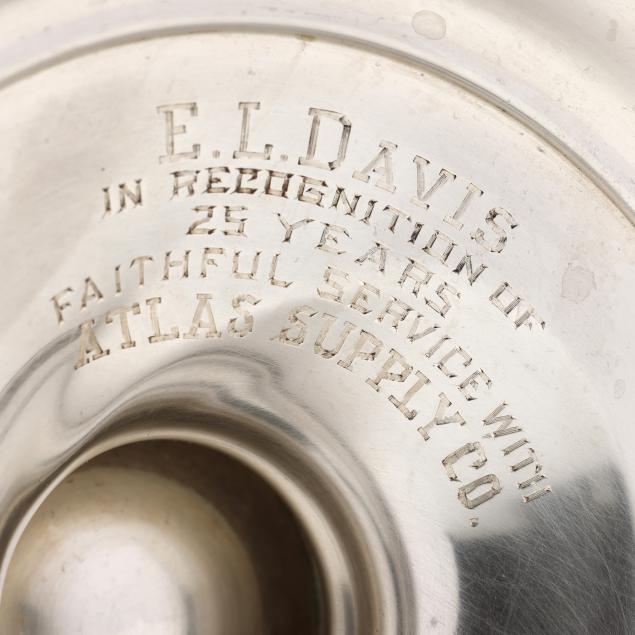 E.L. DAVIS
IN RECOGNITION OF
25 YEARS
FAITHFUL SERVICE WITH
ATLAS SUPPLY CO.